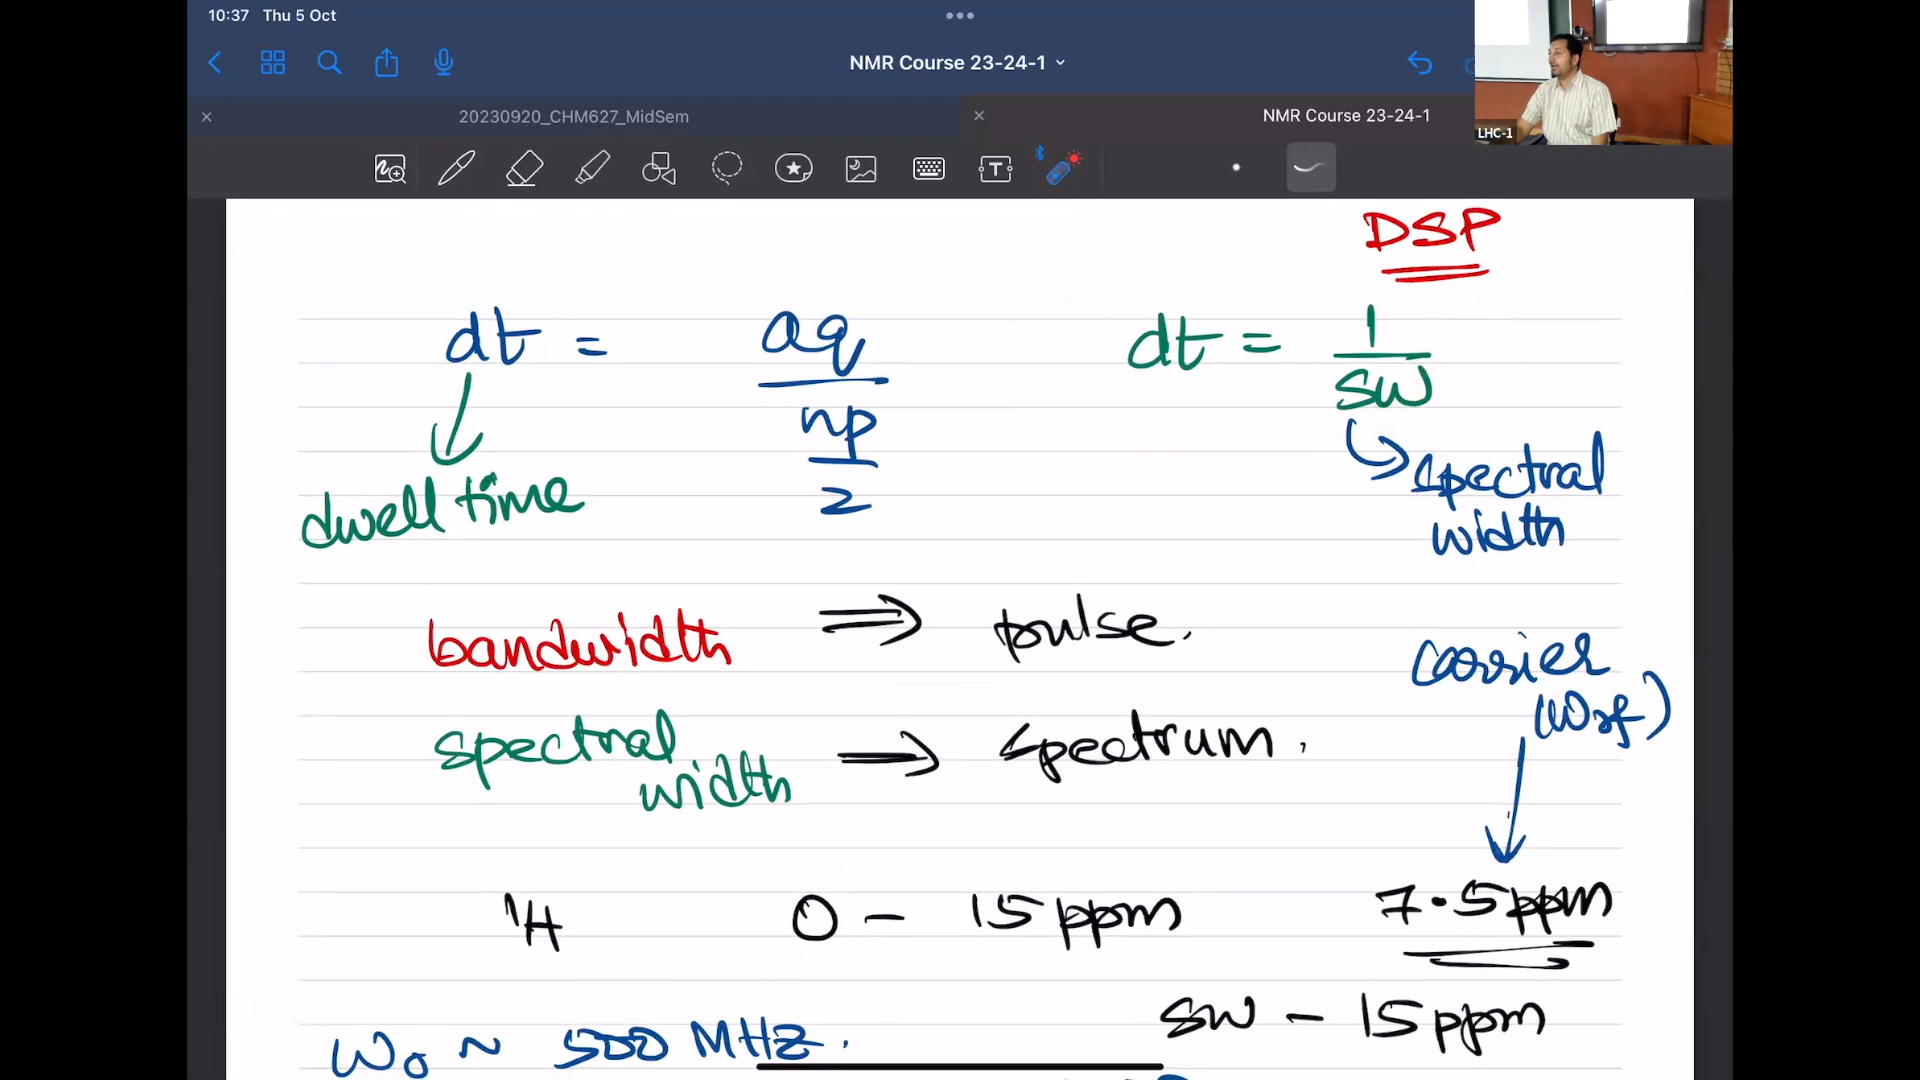 10:37 Thu 5 Oct
NMR Course 23-24-1
20230920_CHM627_MidSem
NMR Course 23-24-1
LHC-1
DSP
dt = aq / np / 2
dt = 1 / sw
dwell time
spectral
width
bandwidth ⇒ pulse.
carrier
(ωrf)
spectral
width ⇒ spectrum.
¹H 0 - 15 ppm 7.5 ppm
sw - 15 ppm
ω₀ ~ 500 MHz.